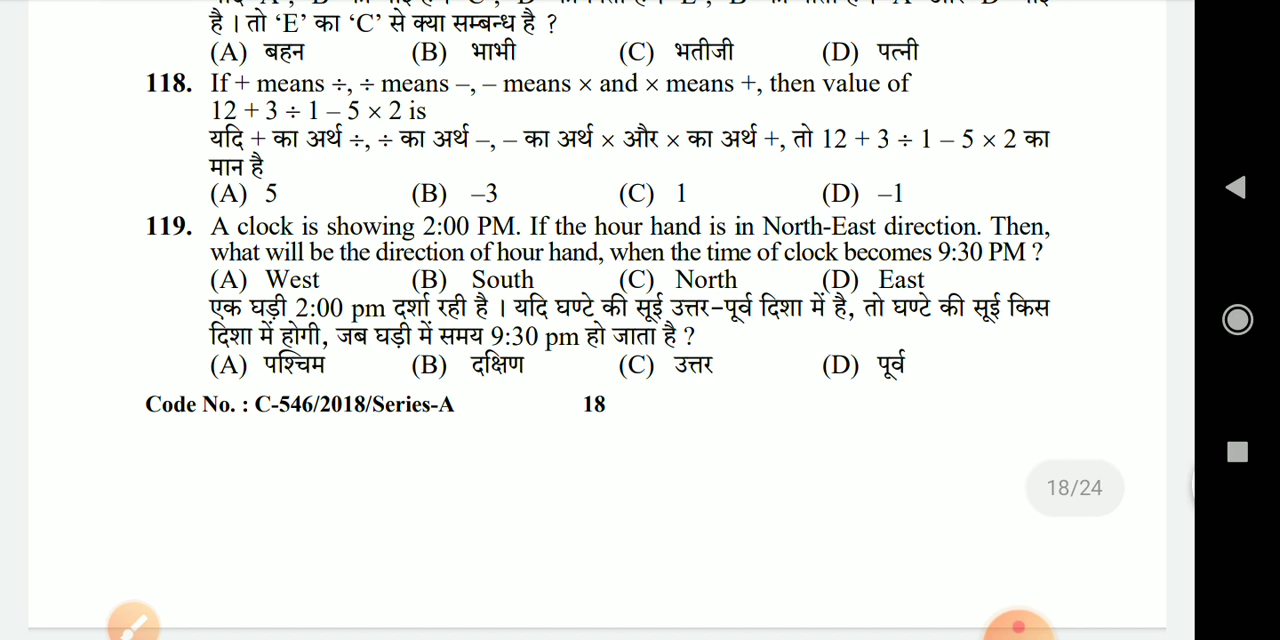 है । तो ‘E’ का ‘C’ से क्या सम्बन्ध है ?
(A) बहन (B) भाभी (C) भतीजी (D) पत्नी
118. If + means ÷, ÷ means –, – means × and × means +, then value of
12 + 3 ÷ 1 – 5 × 2 is
यदि + का अर्थ ÷, ÷ का अर्थ –, – का अर्थ × और × का अर्थ +, तो 12 + 3 ÷ 1 – 5 × 2 का
मान है
(A) 5 (B) –3 (C) 1 (D) –1
119. A clock is showing 2:00 PM. If the hour hand is in North-East direction. Then,
what will be the direction of hour hand, when the time of clock becomes 9:30 PM ?
(A) West (B) South (C) North (D) East
एक घड़ी 2:00 pm दर्शा रही है । यदि घण्टे की सूई उत्तर-पूर्व दिशा में है, तो घण्टे की सूई किस
दिशा में होगी, जब घड़ी में समय 9:30 pm हो जाता है ?
(A) पश्चिम (B) दक्षिण (C) उत्तर (D) पूर्व
Code No. : C-546/2018/Series-A 18
18/24